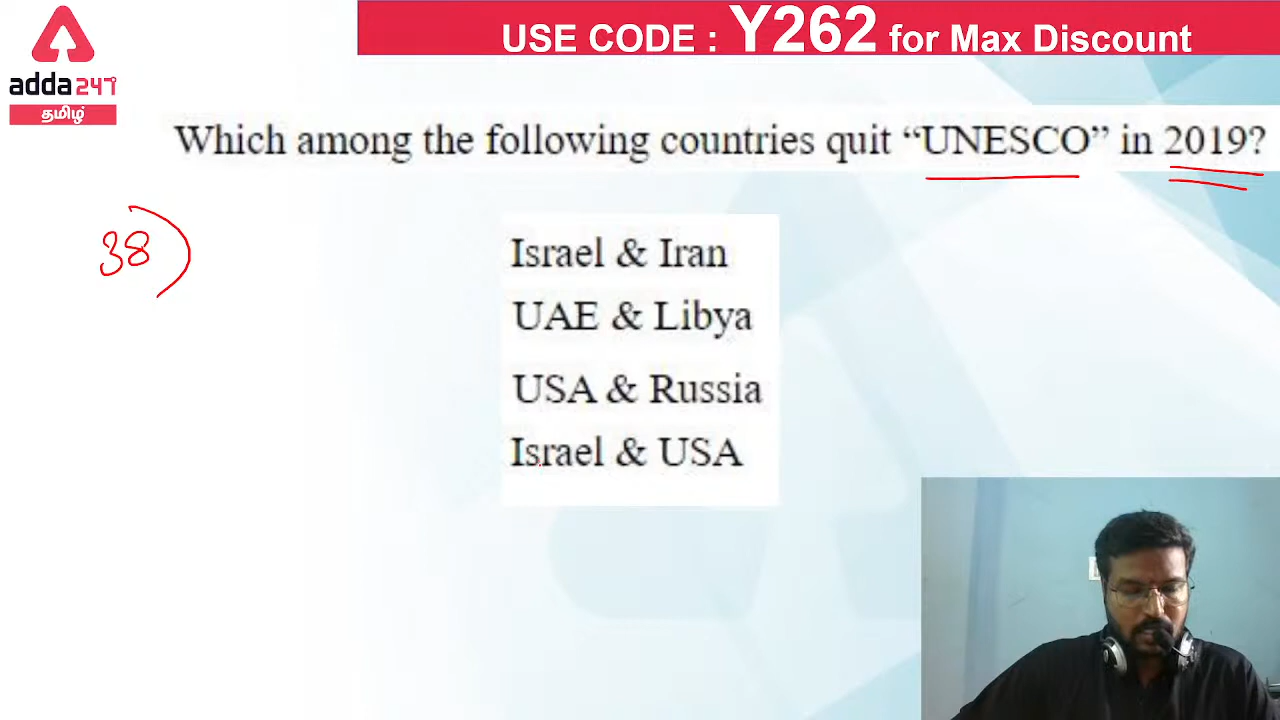 USE CODE : Y262 for Max Discount
adda247
தமிழ்
Which among the following countries quit “UNESCO” in 2019?
38)
Israel & Iran
UAE & Libya
USA & Russia
Israel & USA